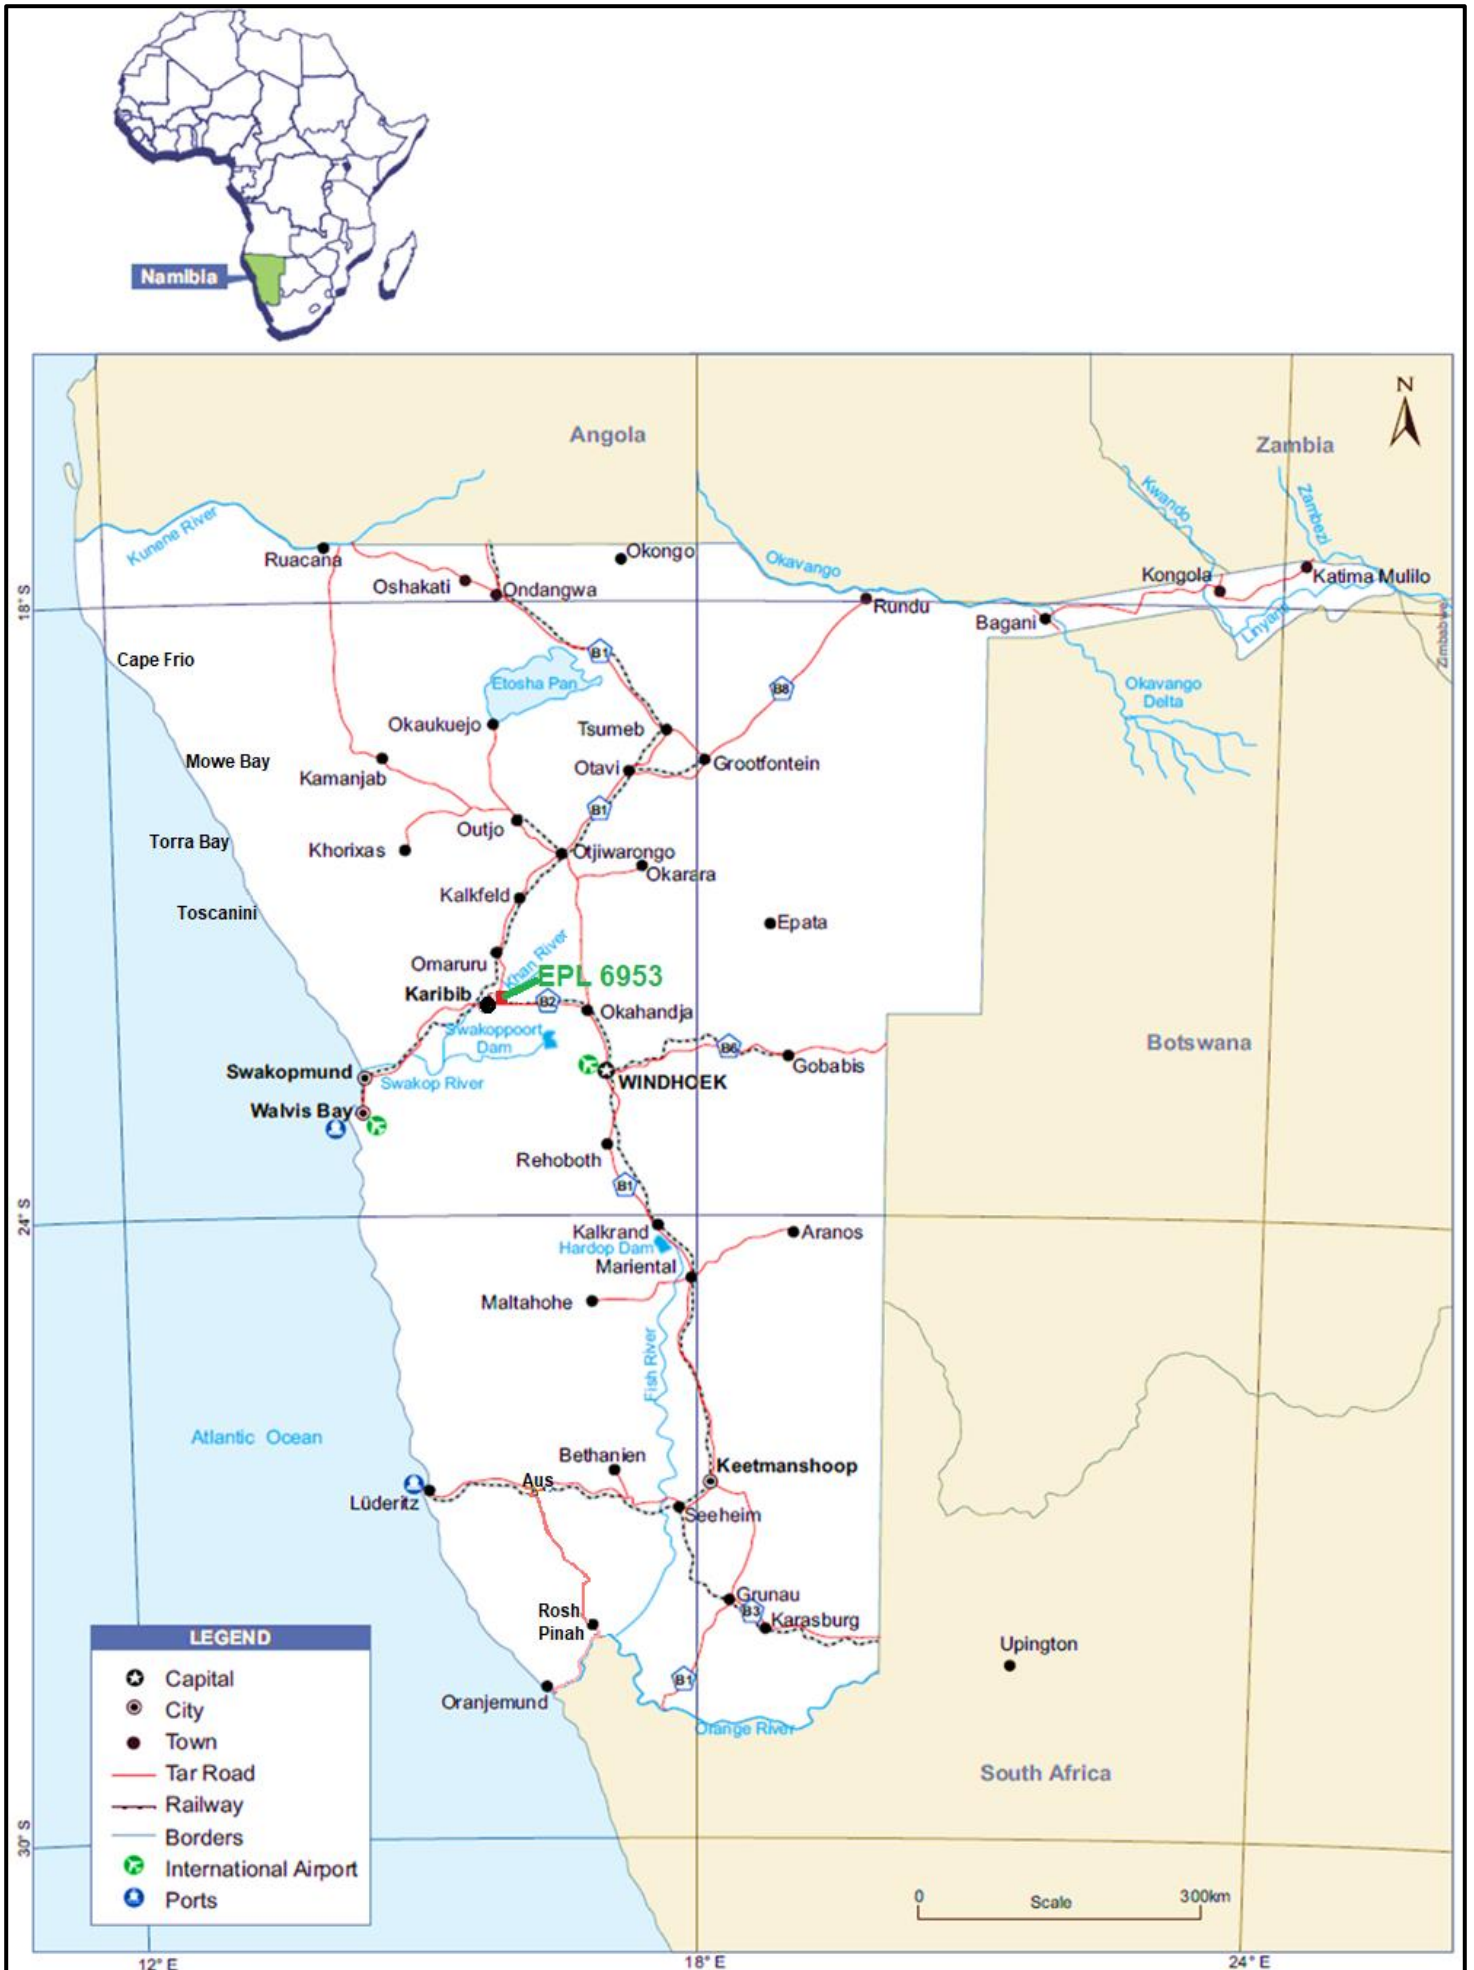 Namibia
N
Angola
Zambia
Kwando
Zambezi
Kunene River
Ruacana
Okongo
Okavango
Oshakati
Ondangwa
Kongola
Katima Mulilo
18° S
Rundu
Bagani
Linyanti
Zimbabwe
Cape Frio
B1
Etosha Pan
B8
Okavango
Delta
Okaukuejo
Tsumeb
Mowe Bay
Kamanjab
Otavi
Grootfontein
B1
Outjo
Torra Bay
Khorixas
Otjiwarongo
Okarara
Kalkfeld
Toscanini
Epata
Omaruru
Khan River
EPL 6953
Karibib
B2
Okahandja
Swakoppoort
Dam
Botswana
B6
Gobabis
Swakopmund
Swakop River
WINDHOEK
Walvis Bay
Rehoboth
B1
24° S
Kalkrand
Aranos
Hardop Dam
Mariental
Maltahohe
Fish River
Atlantic Ocean
Bethanien
Keetmanshoop
Aus
Lüderitz
Seeheim
Grunau
B3
Karasburg
Rosh
Pinah
Upington
B1
Oranjemund
Orange River
South Africa
30° S
LEGEND
Capital
City
Town
Tar Road
Railway
Borders
International Airport
Ports
0
Scale
300km
12° E
18° E
24° E